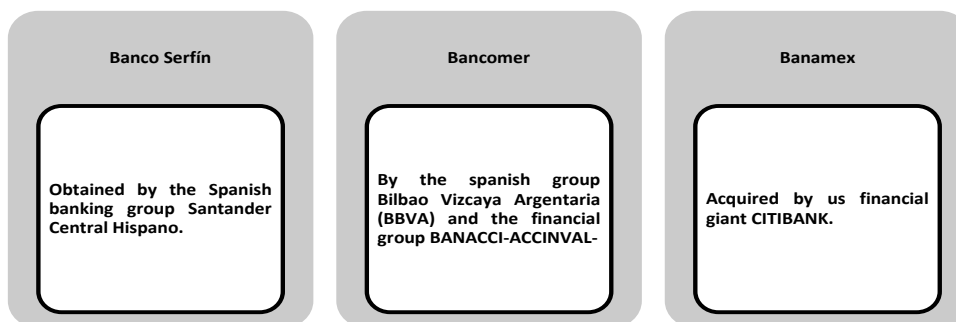 Banco Serfín
Obtained by the Spanish
banking group Santander
Central Hispano.
Bancomer
By the spanish group
Bilbao Vizcaya Argentaria
(BBVA) and the financial
group BANACCI-ACCINVAL-
Banamex
Acquired by us financial
giant CITIBANK.